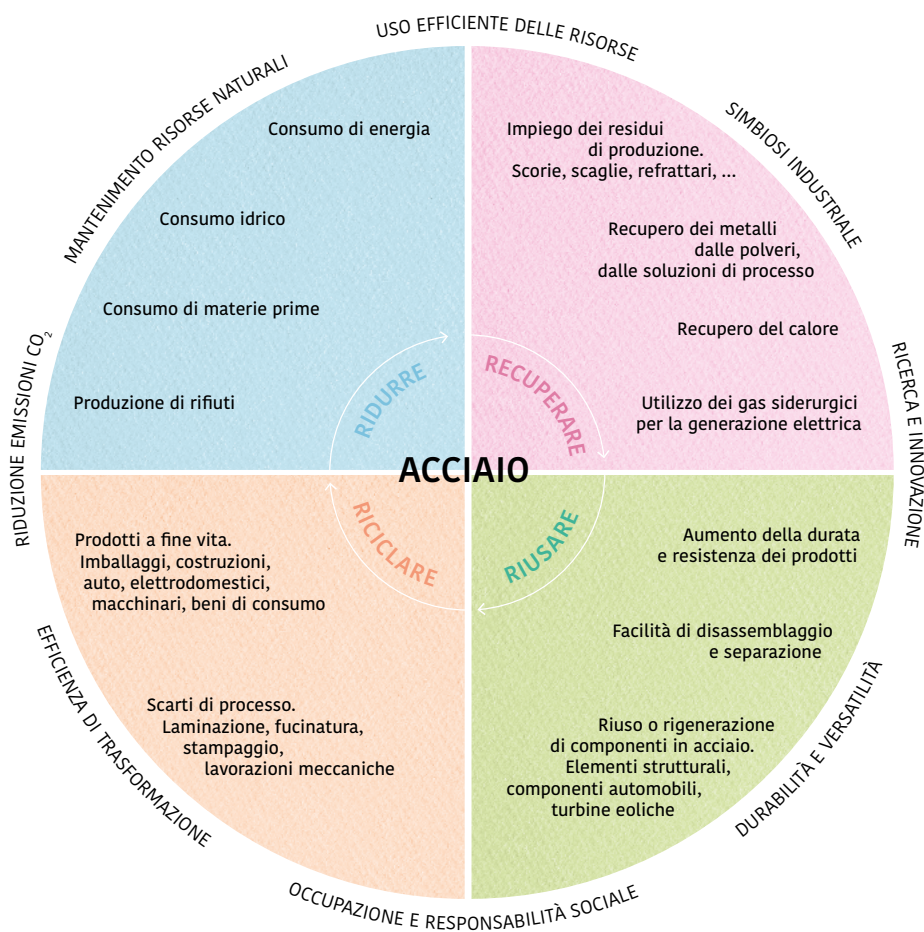 USO EFFICIENTE DELLE RISORSE
MANTENIMENTO RISORSE NATURALI
SIMBIOSI INDUSTRIALE
Consumo di energia
Consumo idrico
Consumo di materie prime
Produzione di rifiuti
RIDURRE
Impiego dei residui
di produzione.
Scorie, scaglie, refrattari, ...
Recupero dei metalli
dalle polveri,
dalle soluzioni di processo
Recupero del calore
Utilizzo dei gas siderurgici
per la generazione elettrica
RECUPERARE
RIDUZIONE EMISSIONI CO₂
RICERCA E INNOVAZIONE
ACCIAIO
RICICLARE
Prodotti a fine vita.
Imballaggi, costruzioni,
auto, elettrodomestici,
macchinari, beni di consumo
Scarti di processo.
Laminazione, fucinatura,
stampaggio,
lavorazioni meccaniche
RIUSARE
Aumento della durata
e resistenza dei prodotti
Facilità di disassemblaggio
e separazione
Riuso o rigenerazione
di componenti in acciaio.
Elementi strutturali,
componenti automobili,
turbine eoliche
EFFICIENZA DI TRASFORMAZIONE
DURABILITÀ E VERSATILITÀ
OCCUPAZIONE E RESPONSABILITÀ SOCIALE